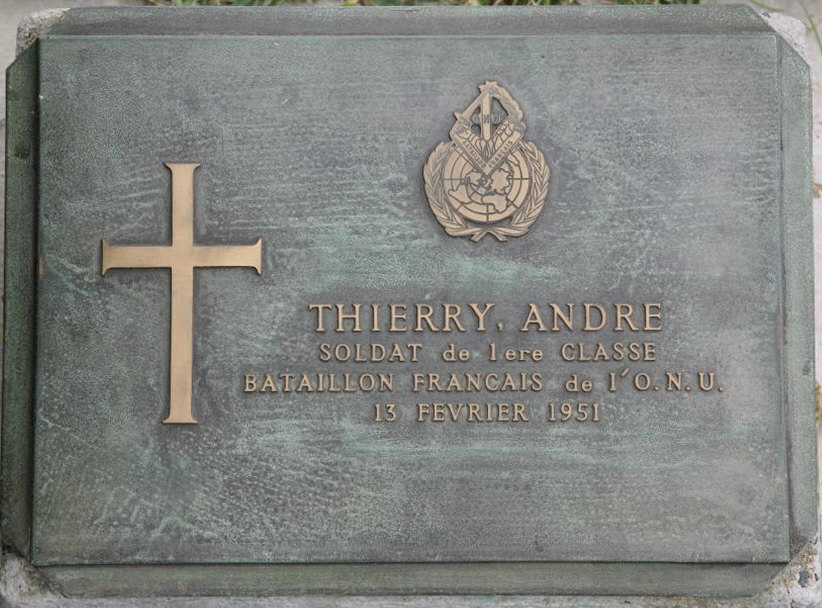 THIERRY, ANDRE
SOLDAT de 1ere CLASSE
BATAILLON FRANCAIS de l'O.N.U.
13 FEVRIER 1951